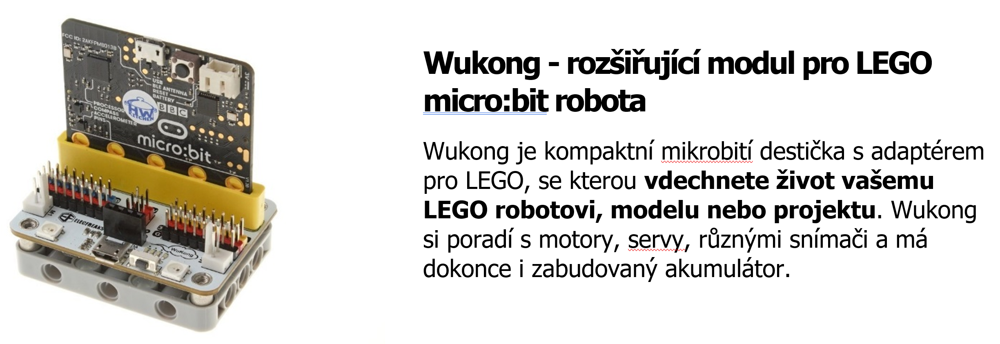 FCC ID: 2AKFPMB013B
USB
BLE ANTENNA
RESET
BATTERY
3V
HW
KITCHEN
BBC
PROCESSOR
COMPASS
ACCELEROMETER
PINS
micro:bit
V1.3B
M1
ELECFREAKS
WuKong
Wukong - rozšiřující modul pro LEGO
micro:bit robota
Wukong je kompaktní mikrobití destička s adaptérem
pro LEGO, se kterou vdechnete život vašemu
LEGO robotovi, modelu nebo projektu. Wukong
si poradí s motory, servy, různými snímači a má
dokonce i zabudovaný akumulátor.